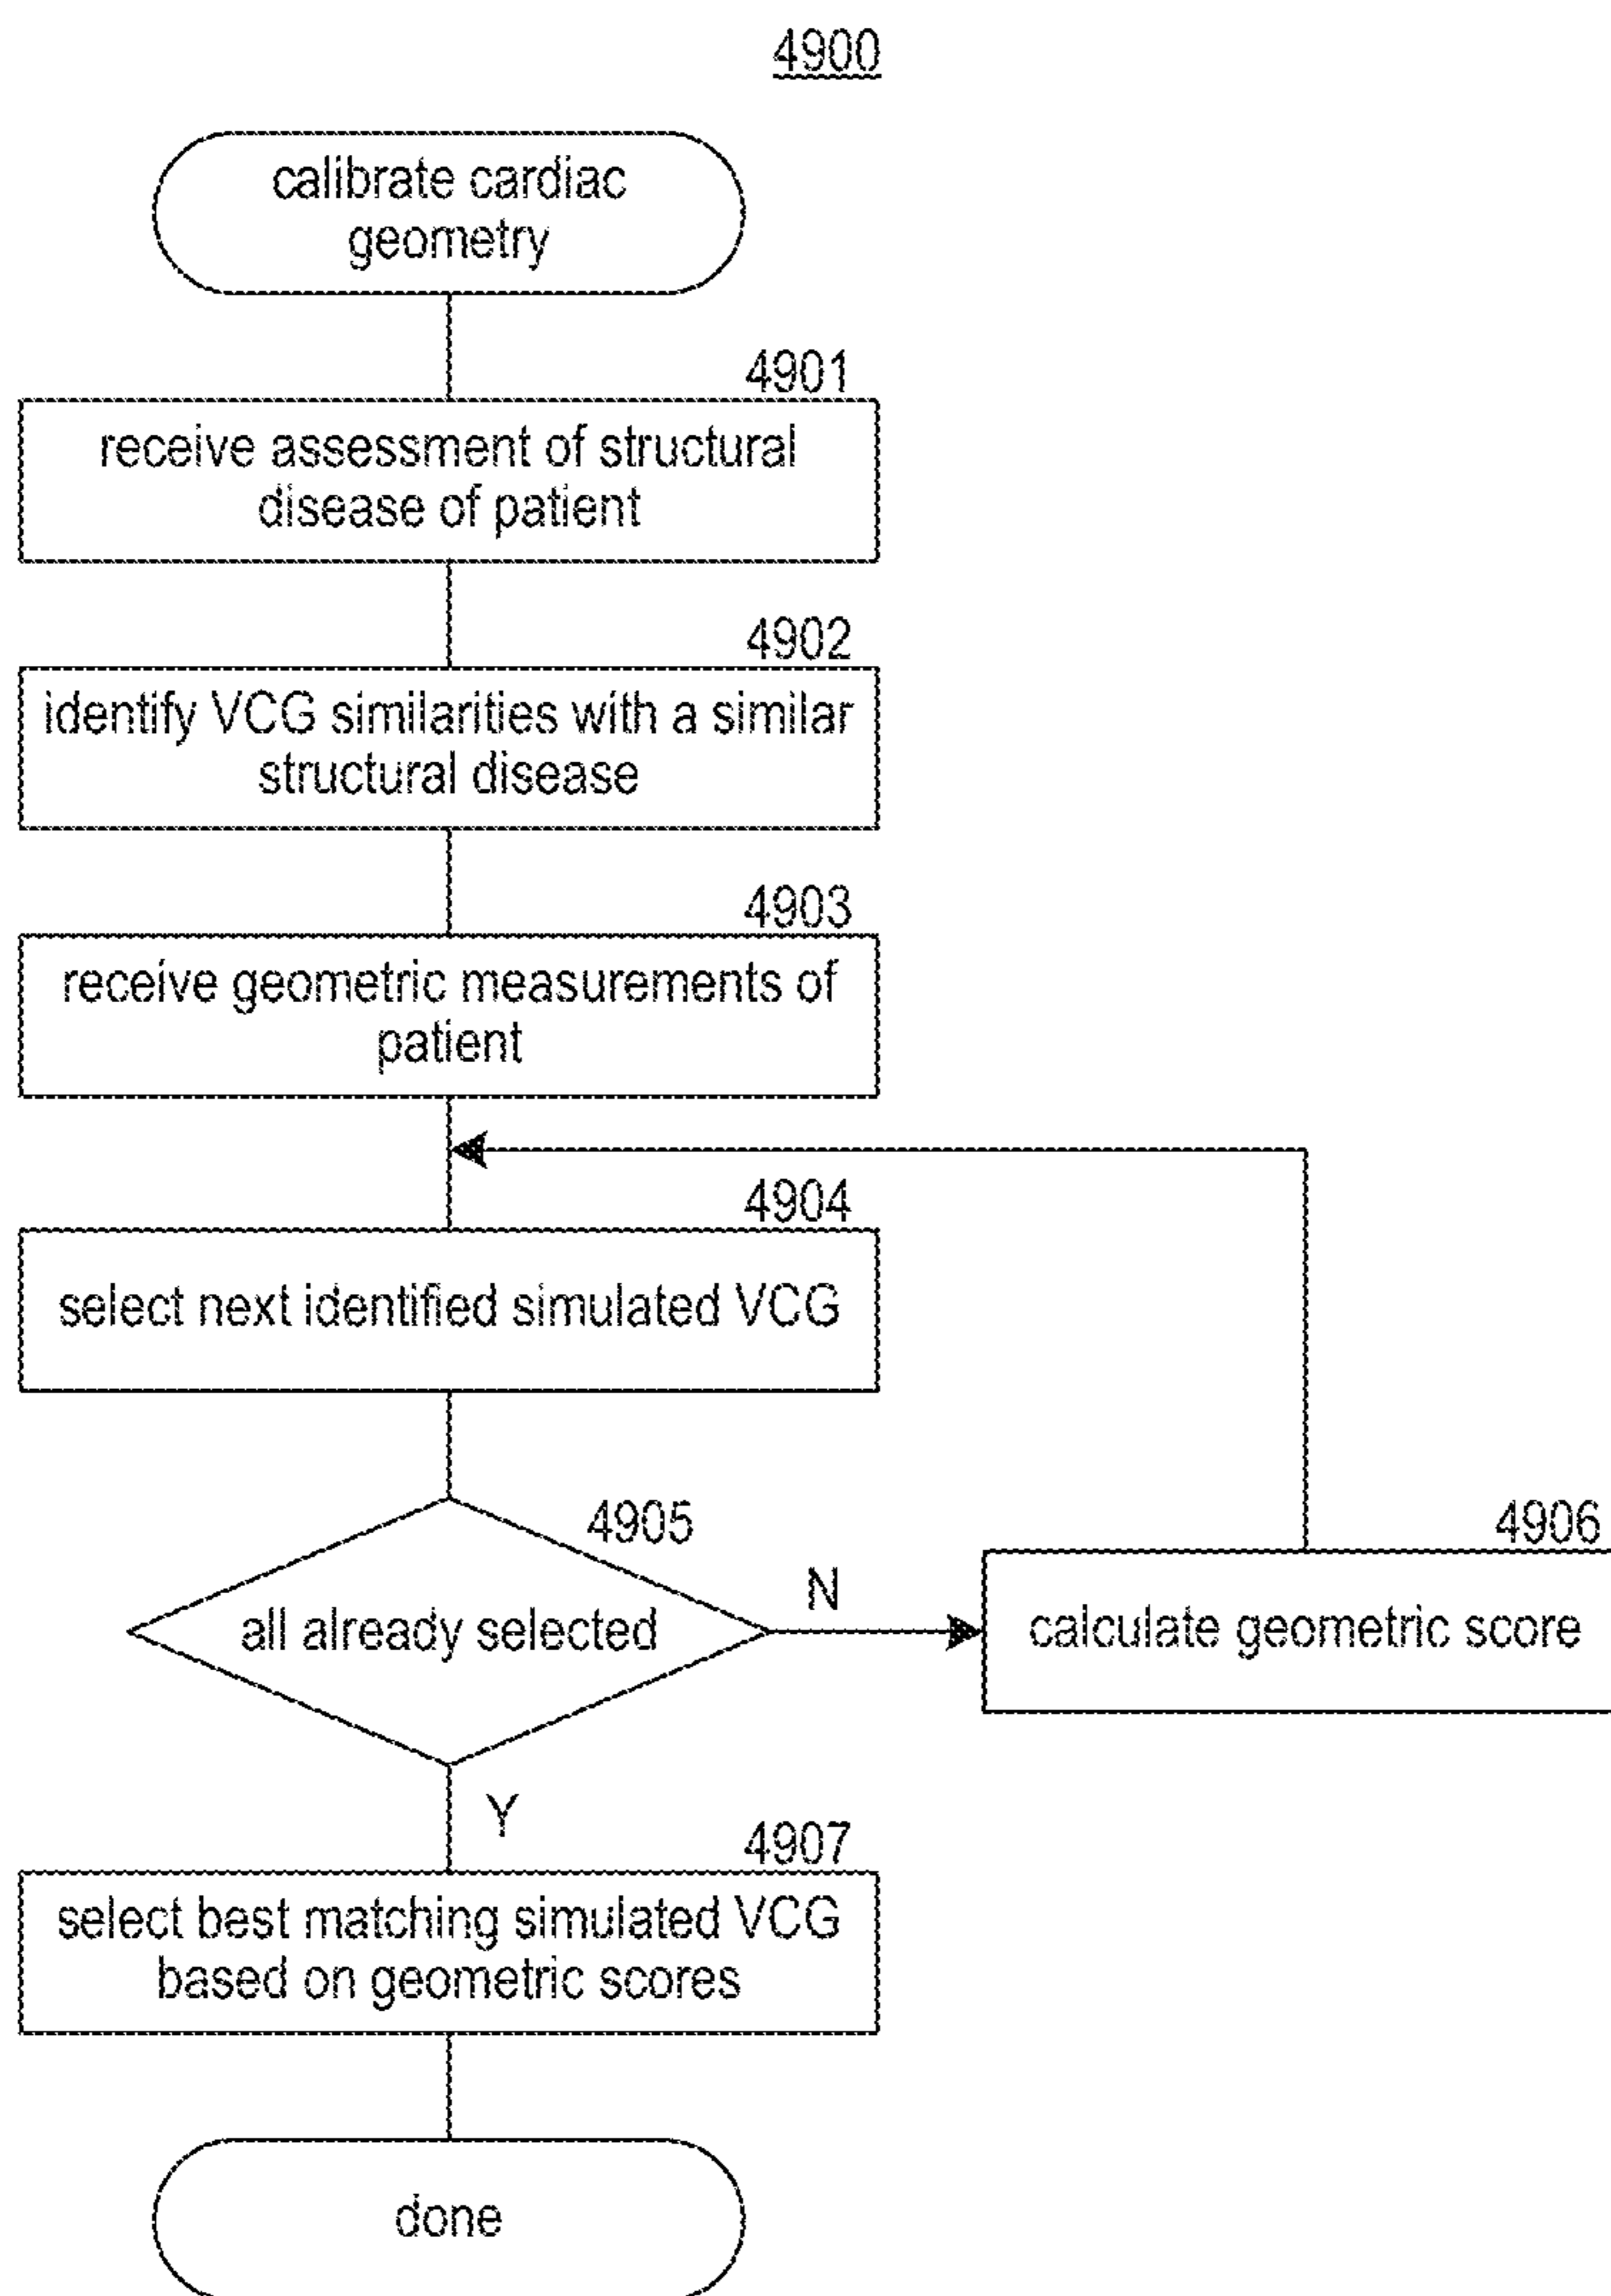 4900
calibrate cardiac
geometry
4901
receive assessment of structural
disease of patient
4902
identify VCG similarities with a similar
structural disease
4903
receive geometric measurements of
patient
4904
select next identified simulated VCG
4905
all already selected
N
4906
calculate geometric score
Y
4907
select best matching simulated VCG
based on geometric scores
done